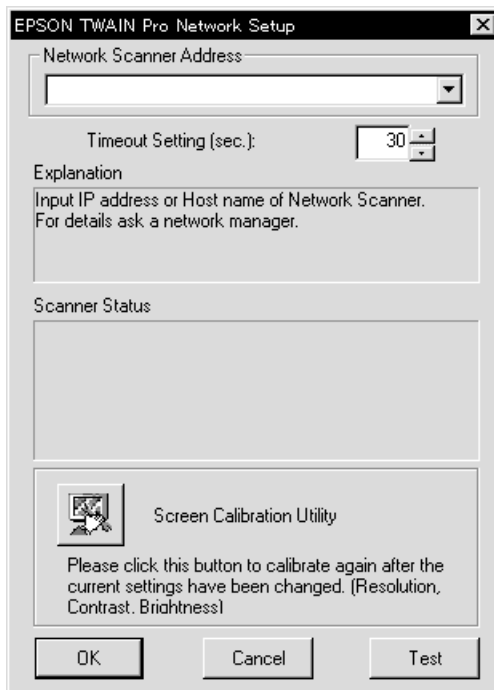 EPSON TWAIN Pro Network Setup
Network Scanner Address
Timeout Setting (sec.): 30
Explanation
Input IP address or Host name of Network Scanner.
For details ask a network manager.
Scanner Status
Screen Calibration Utility
Please click this button to calibrate again after the
current settings have been changed. (Resolution,
Contrast, Brightness)
OK Cancel Test